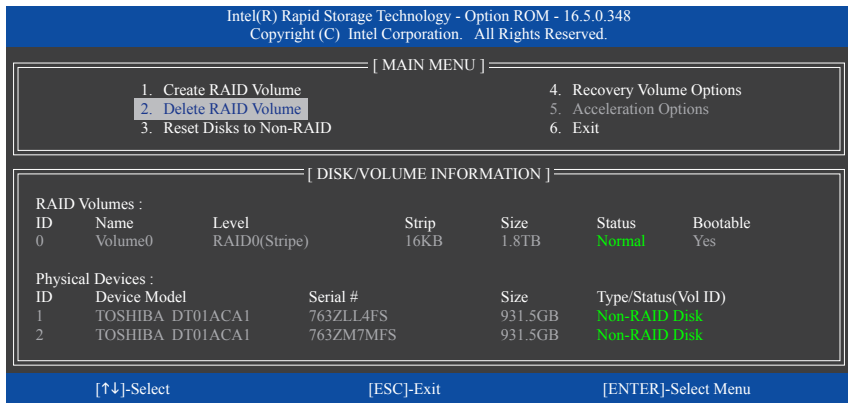 Intel(R) Rapid Storage Technology - Option ROM - 16.5.0.348
Copyright (C) Intel Corporation. All Rights Reserved.
[ MAIN MENU ]
1. Create RAID Volume 4. Recovery Volume Options
2. Delete RAID Volume 5. Acceleration Options
3. Reset Disks to Non-RAID 6. Exit
[ DISK/VOLUME INFORMATION ]
RAID Volumes :
ID Name Level Strip Size Status Bootable
0 Volume0 RAID0(Stripe) 16KB 1.8TB Normal Yes
Physical Devices :
ID Device Model Serial # Size Type/Status(Vol ID)
1 TOSHIBA DT01ACA1 763ZLL4FS 931.5GB Non-RAID Disk
2 TOSHIBA DT01ACA1 763ZM7MFS 931.5GB Non-RAID Disk
[↑↓]-Select [ESC]-Exit [ENTER]-Select Menu